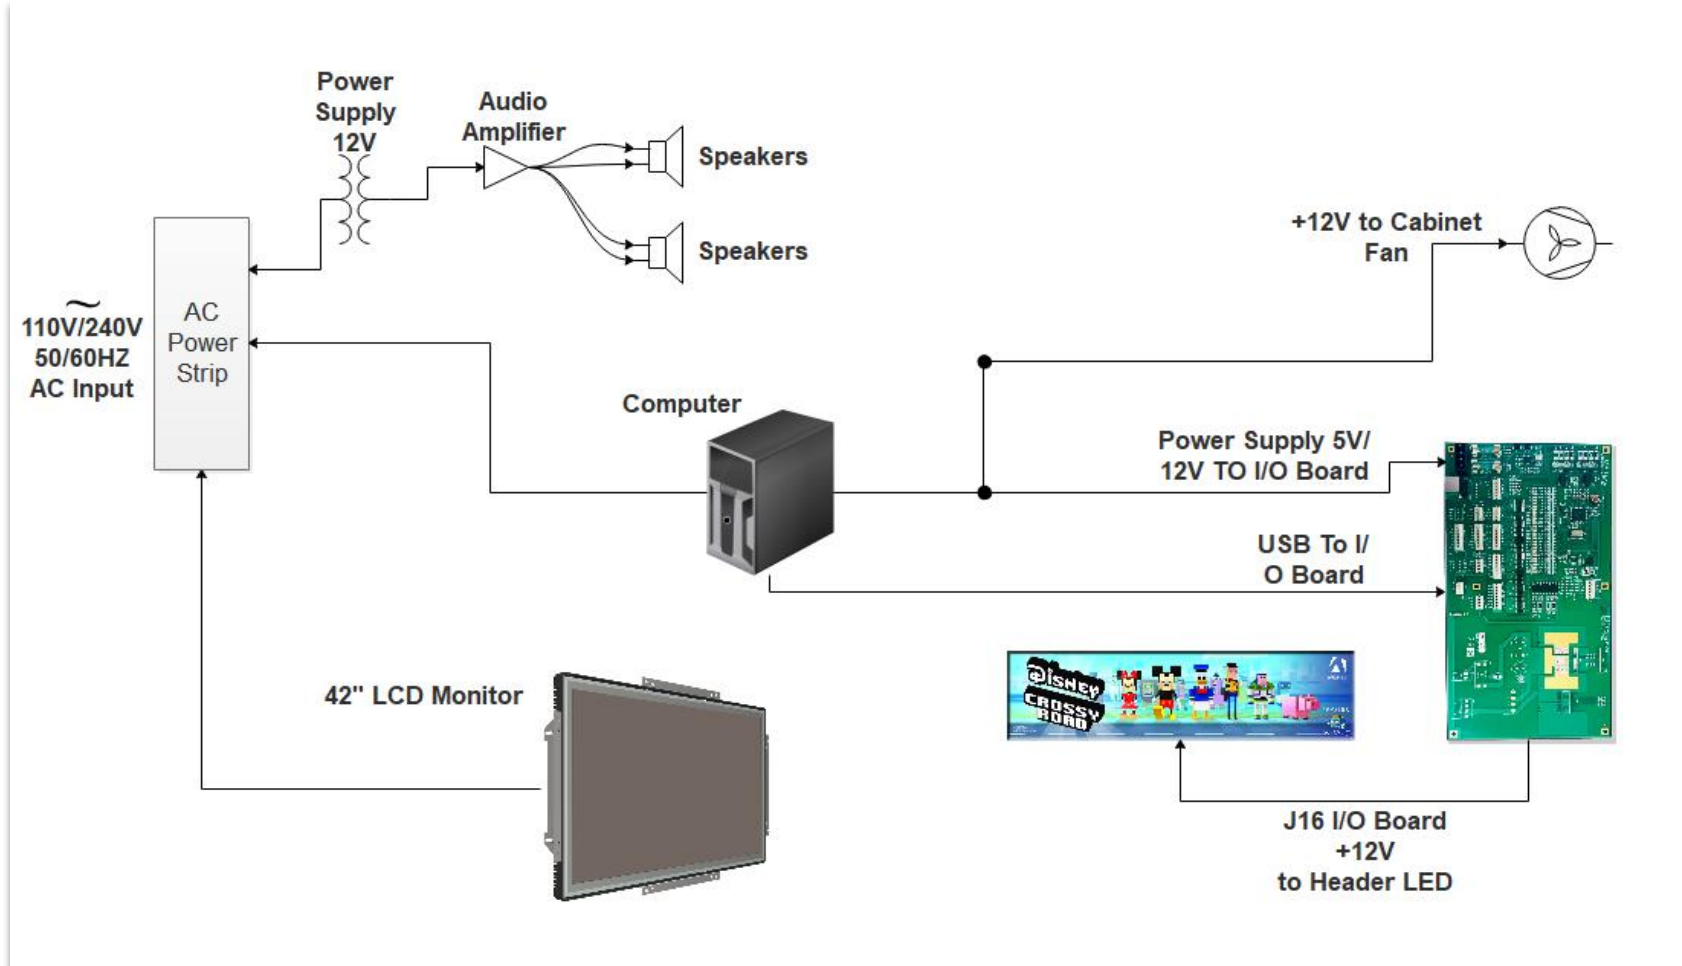 Power
Supply
12V
Audio
Amplifier
Speakers
Speakers
+12V to Cabinet
Fan
~
110V/240V
50/60HZ
AC Input
AC
Power
Strip
Computer
Power Supply 5V/
12V TO I/O Board
USB To I/
O Board
42" LCD Monitor
Disney
CROSSY
ROAD
J16 I/O Board
+12V
to Header LED